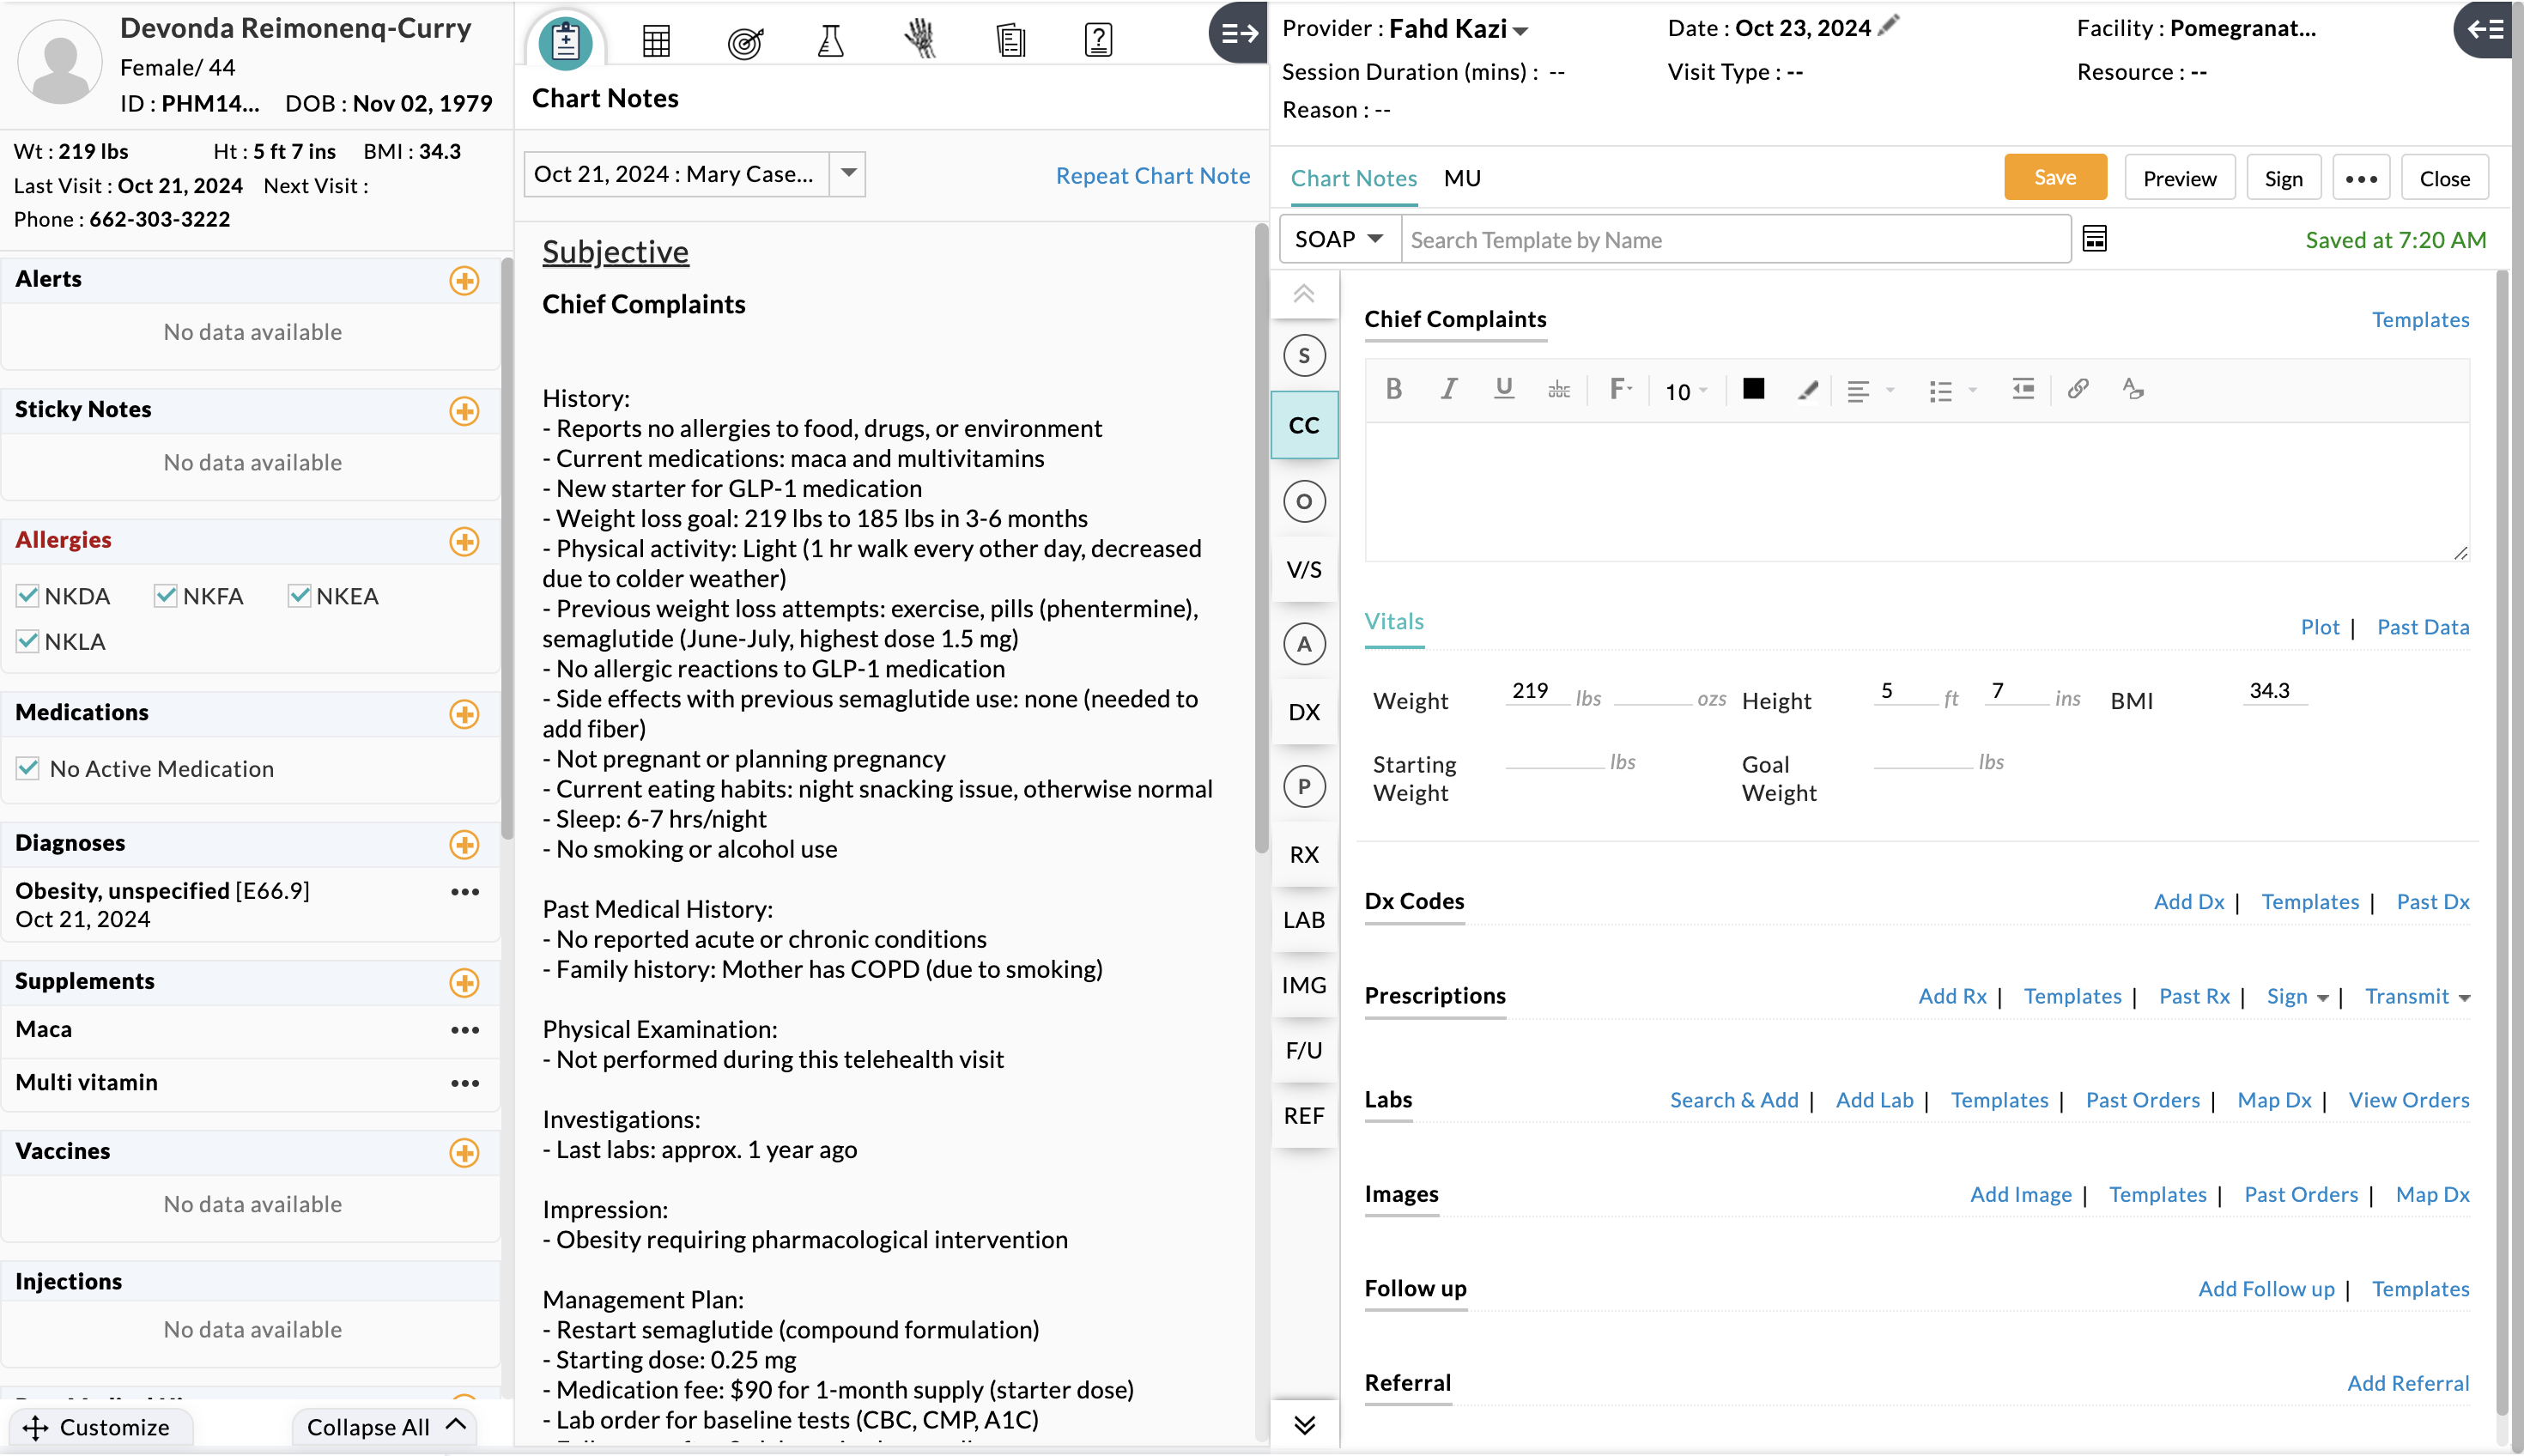 Devonda Reimonenq-Curry
Female/ 44
ID : PHM14... DOB : Nov 02, 1979
Wt : 219 lbs Ht : 5 ft 7 ins BMI : 34.3
Last Visit : Oct 21, 2024 Next Visit :
Phone : 662-303-3222
Alerts
No data available
Sticky Notes
No data available
Allergies
NKDA NKFA NKEA
NKLA
Medications
No Active Medication
Diagnoses
Obesity, unspecified [E66.9]
Oct 21, 2024
Supplements
Maca
Multi vitamin
Vaccines
No data available
Injections
No data available
Customize Collapse All
Chart Notes
Oct 21, 2024 : Mary Case... Repeat Chart Note
Subjective
Chief Complaints
History:
- Reports no allergies to food, drugs, or environment
- Current medications: maca and multivitamins
- New starter for GLP-1 medication
- Weight loss goal: 219 lbs to 185 lbs in 3-6 months
- Physical activity: Light (1 hr walk every other day, decreased
due to colder weather)
- Previous weight loss attempts: exercise, pills (phentermine),
semaglutide (June-July, highest dose 1.5 mg)
- No allergic reactions to GLP-1 medication
- Side effects with previous semaglutide use: none (needed to
add fiber)
- Not pregnant or planning pregnancy
- Current eating habits: night snacking issue, otherwise normal
- Sleep: 6-7 hrs/night
- No smoking or alcohol use
Past Medical History:
- No reported acute or chronic conditions
- Family history: Mother has COPD (due to smoking)
Physical Examination:
- Not performed during this telehealth visit
Investigations:
- Last labs: approx. 1 year ago
Impression:
- Obesity requiring pharmacological intervention
Management Plan:
- Restart semaglutide (compound formulation)
- Starting dose: 0.25 mg
- Medication fee: $90 for 1-month supply (starter dose)
- Lab order for baseline tests (CBC, CMP, A1C)
Provider : Fahd Kazi Date : Oct 23, 2024 Facility : Pomegranat...
Session Duration (mins) : -- Visit Type : -- Resource : --
Reason : --
Chart Notes MU Save Preview Sign ••• Close
SOAP Search Template by Name Saved at 7:20 AM
S
CC
O
V/S
A
DX
P
RX
LAB
IMG
F/U
REF
Chief Complaints Templates
B I U abc F 10
Vitals Plot | Past Data
Weight 219 lbs ozs Height 5 ft 7 ins BMI 34.3
Starting Weight lbs Goal Weight lbs
Dx Codes Add Dx | Templates | Past Dx
Prescriptions Add Rx | Templates | Past Rx | Sign | Transmit
Labs Search & Add | Add Lab | Templates | Past Orders | Map Dx | View Orders
Images Add Image | Templates | Past Orders | Map Dx
Follow up Add Follow up | Templates
Referral Add Referral